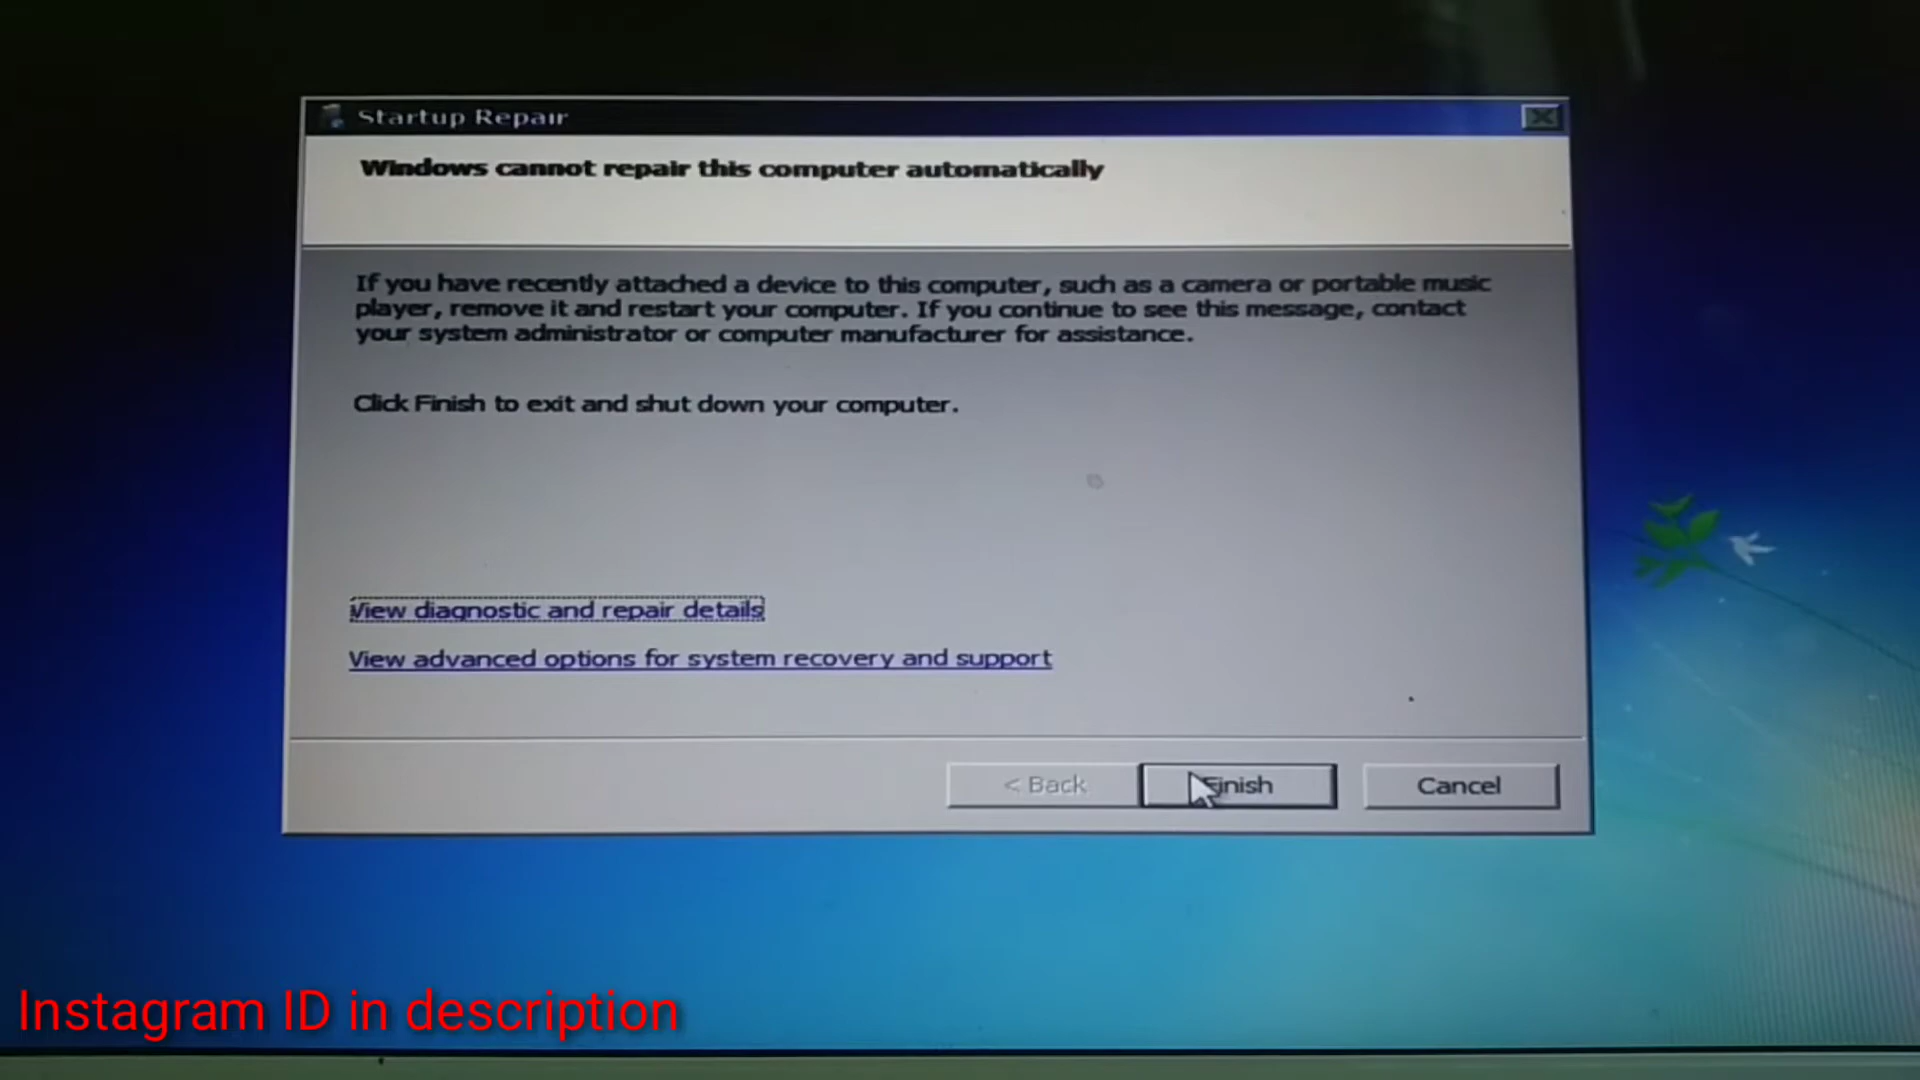 Startup Repair
Windows cannot repair this computer automatically
If you have recently attached a device to this computer, such as a camera or portable music
player, remove it and restart your computer. If you continue to see this message, contact
your system administrator or computer manufacturer for assistance.
Click Finish to exit and shut down your computer.
View diagnostic and repair details
View advanced options for system recovery and support
< Back
Finish
Cancel
Instagram ID in description